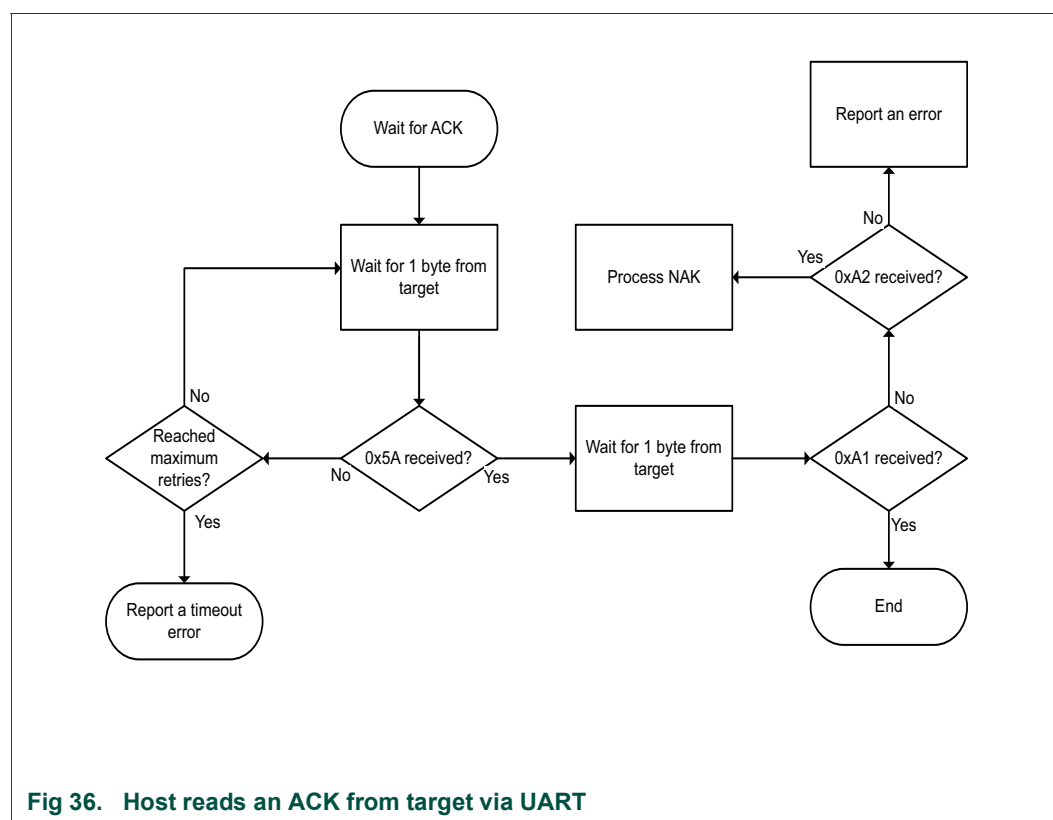 Wait for ACK
Report an error
No
Wait for 1 byte from
target
Process NAK
Yes
0xA2 received?
No
Reached
maximum
retries?
No
0x5A received?
Yes
Wait for 1 byte from
target
No
0xA1 received?
Yes
Yes
Report a timeout
error
End
Fig 36. Host reads an ACK from target via UART